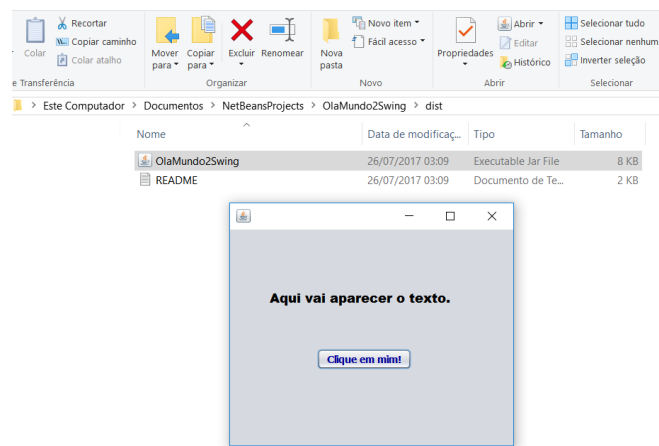 Colar
Recortar
Copiar caminho
Colar atalho
Mover para
Copiar para
Excluir
Renomear
Nova pasta
Novo item
Fácil acesso
Propriedades
Abrir
Editar
Histórico
Selecionar tudo
Selecionar nenhum
Inverter seleção
e Transferência
Organizar
Novo
Abrir
Selecionar
> Este Computador > Documentos > NetBeansProjects > OlaMundo2Swing > dist
Nome Data de modificaç... Tipo Tamanho
OlaMundo2Swing 26/07/2017 03:09 Executable Jar File 8 KB
README 26/07/2017 03:09 Documento de Te... 2 KB
Aqui vai aparecer o texto.
Clique em mim!